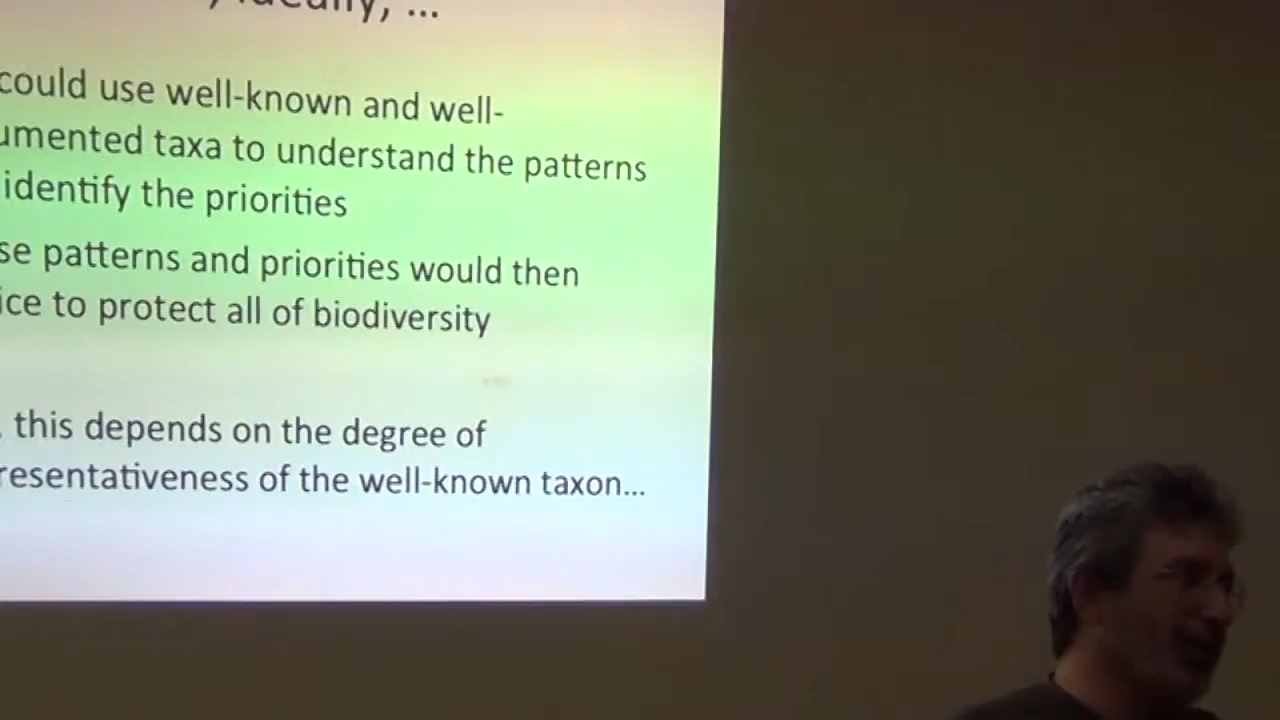 ideally, ...
could use well-known and well-
umented taxa to understand the patterns
identify the priorities
se patterns and priorities would then
ice to protect all of biodiversity
this depends on the degree of
resentativeness of the well-known taxon...